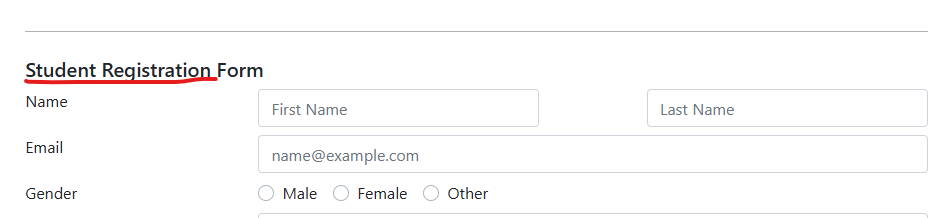 Student Registration Form
Name First Name Last Name
Email name@example.com
Gender Male Female Other